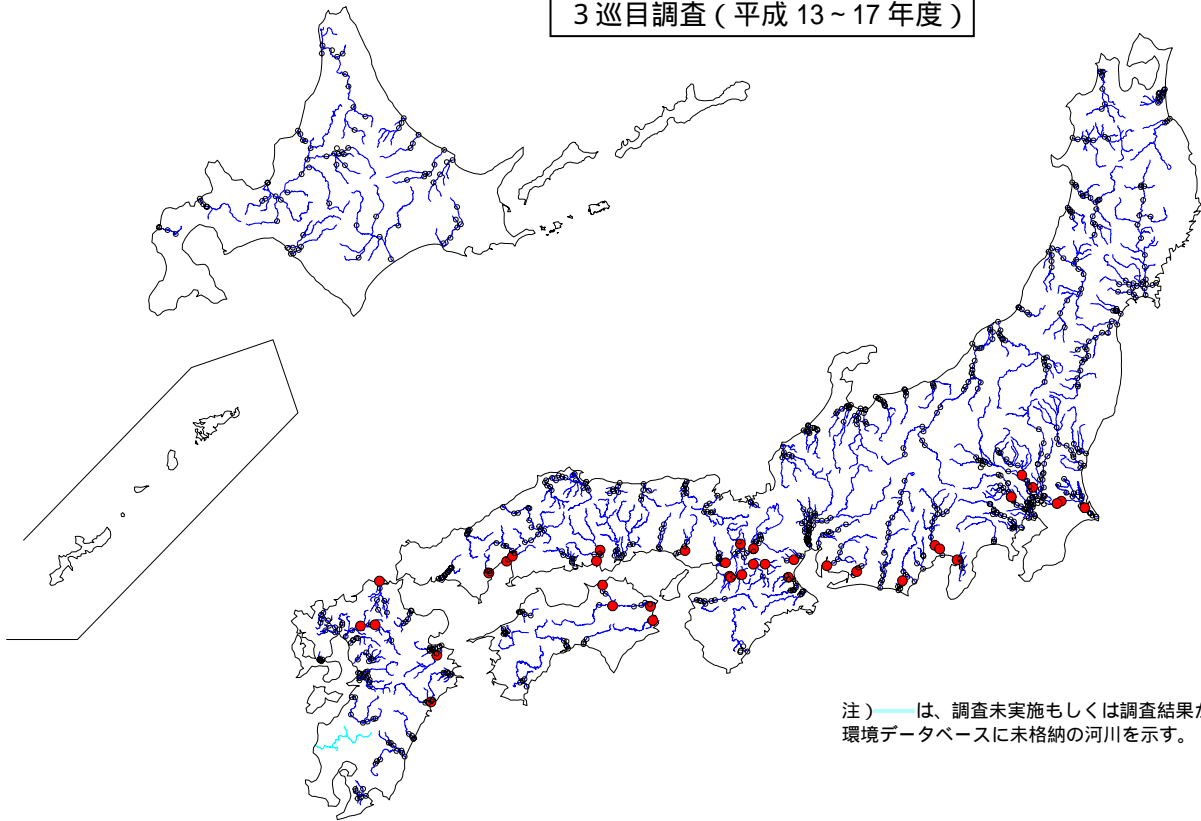 3巡目調査(平成 13~17 年度)
注)――は、調査未実施もしくは調査結果が
環境データベースに未格納の河川を示す。